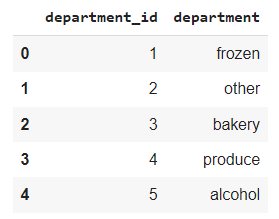 department_id department
0 1 frozen
1 2 other
2 3 bakery
3 4 produce
4 5 alcohol